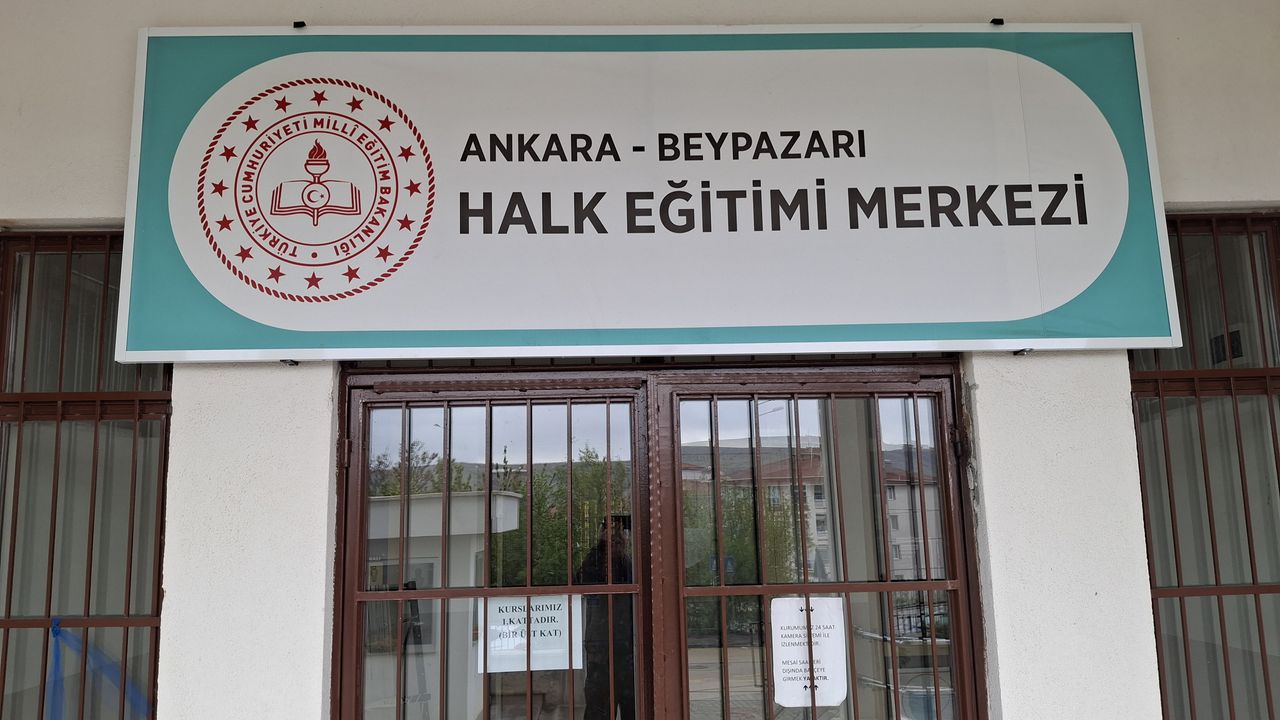 TÜRKİYE CUMHURİYETİ MİLLÎ EĞİTİM BAKANLIĞI
ANKARA - BEYPAZARI
HALK EĞİTİMİ MERKEZİ
KURSLARIMIZ
1.KATTADIR.
(BİR ÜST KAT)
KURUMUMUZ 24 SAAT
KAMERA SİSTEMİ İLE
İZLENMEKTEDİR.
MESAİ SAATLERİ
DIŞINDA BAHÇEYE
GİRMEK YASAKTIR.